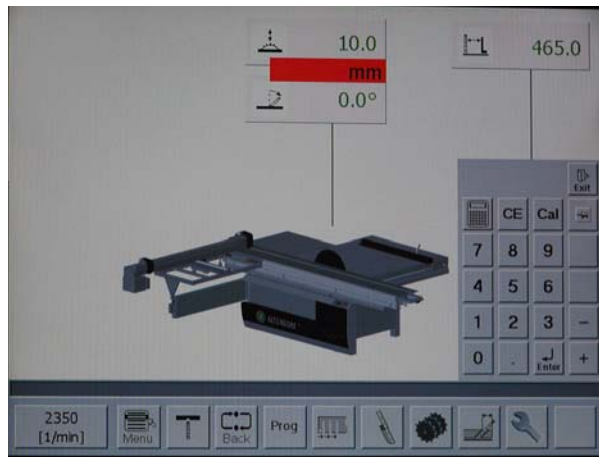 10.0
465.0
mm
0.0°
Exit
CE
Cal
7
8
9
4
5
6
1
2
3
−
0
.
Enter
+
ALTENDORF
2350
[1/min]
Menu
Back
Prog